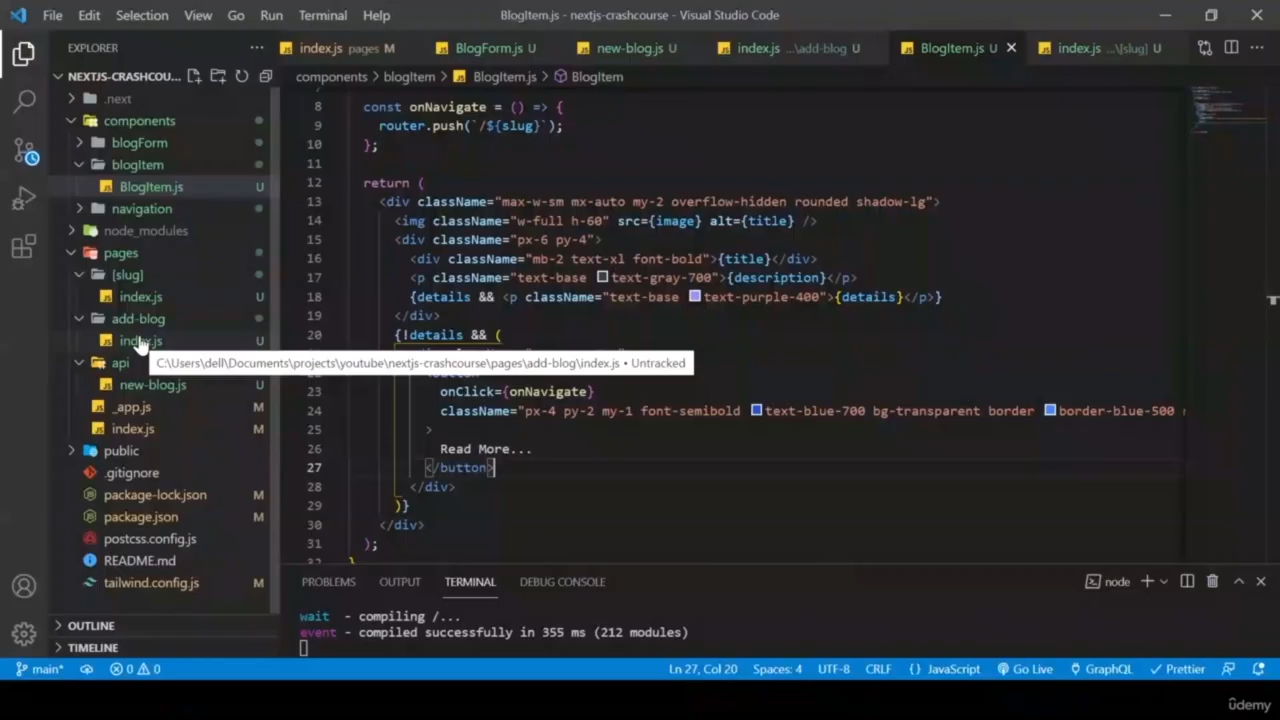 File Edit Selection View Go Run Terminal Help BlogItem.js - nextjs-crashcourse - Visual Studio Code
EXPLORER
index.js pages M BlogForm.js U new-blog.js U index.js ...\add-blog U BlogItem.js U index.js ...\[slug] U
NEXTJS-CRASHCOU...
components > blogItem > BlogItem.js > BlogItem
.next
components
blogForm
blogItem
BlogItem.js U
navigation
node_modules
pages
[slug]
index.js U
add-blog
index.js
C:\Users\dell\Documents\projects\youtube\nextjs-crashcourse\pages\add-blog\index.js • Untracked
api
new-blog.js U
_app.js M
index.js M
public
.gitignore
package-lock.json M
package.json M
postcss.config.js
README.md
tailwind.config.js M
OUTLINE
TIMELINE
8 const onNavigate = () => {
9 router.push(`/${slug}`);
10 };
11
12 return (
13 <div className="max-w-sm mx-auto my-2 overflow-hidden rounded shadow-lg">
14 <img className="w-full h-60" src={image} alt={title} />
15 <div className="px-6 py-4">
16 <div className="mb-2 text-xl font-bold">{title}</div>
17 <p className="text-base text-gray-700">{description}</p>
18 {details && <p className="text-base text-purple-400">{details}</p>}
19 </div>
20 {!details && (
23 onClick={onNavigate}
24 className="px-4 py-2 my-1 font-semibold text-blue-700 bg-transparent border border-blue-500
25 >
26 Read More...
27 </button>
28 </div>
29 )}
30 </div>
31 );
32 }
PROBLEMS OUTPUT TERMINAL DEBUG CONSOLE node
wait - compiling /...
event - compiled successfully in 355 ms (212 modules)
main* 0 0 Ln 27, Col 20 Spaces: 4 UTF-8 CRLF {} JavaScript Go Live GraphQL Prettier
ûdemy